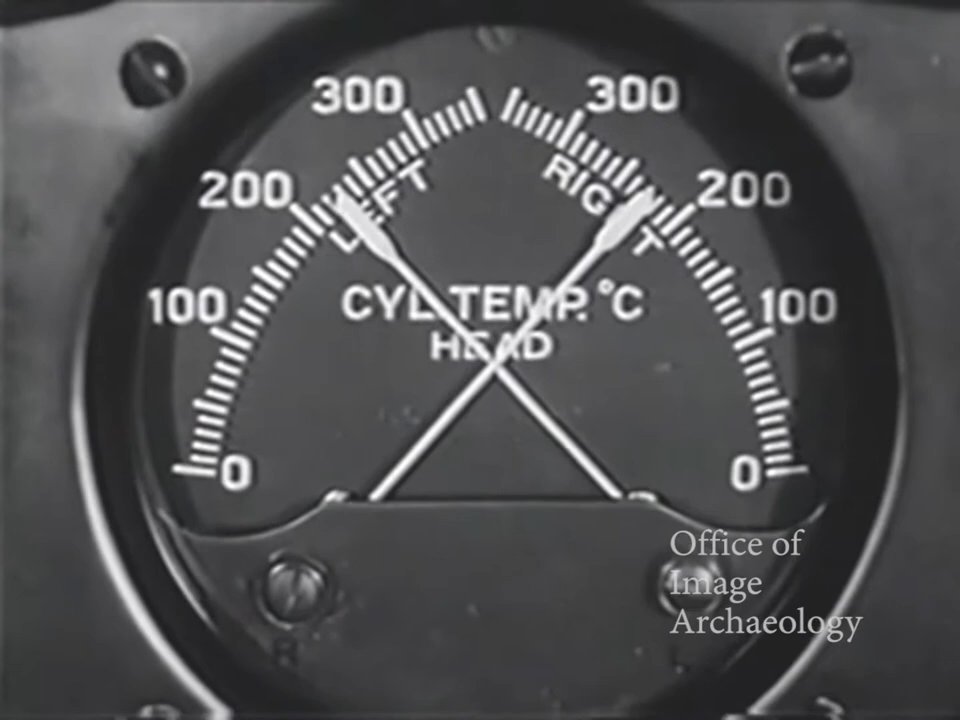 300 300
LEFT RIGHT
200 200
CYL. TEMP. °C
HEAD
100 100
0 0
R L
Office of
Image
Archaeology